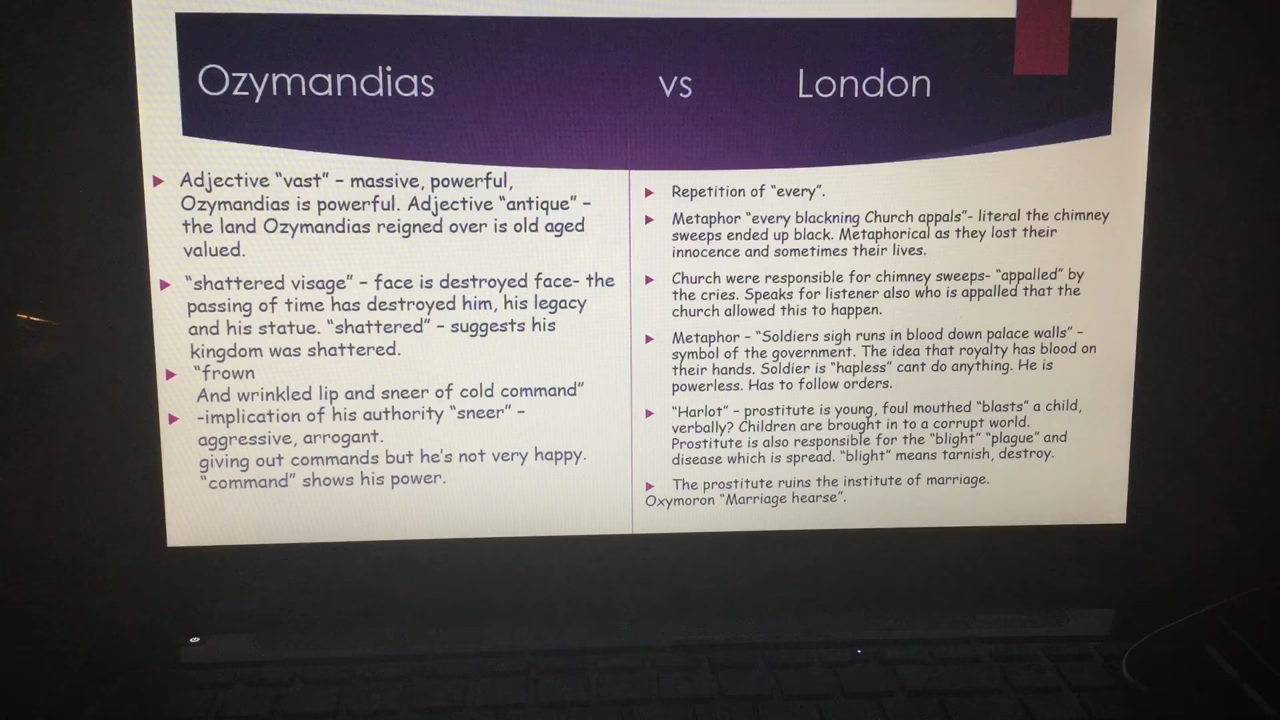 Ozymandias vs London
► Adjective “vast” – massive, powerful,
Ozymandias is powerful. Adjective “antique” –
the land Ozymandias reigned over is old aged
valued.
► “shattered visage” – face is destroyed face- the
passing of time has destroyed him, his legacy
and his statue. “shattered” – suggests his
kingdom was shattered.
► “frown
And wrinkled lip and sneer of cold command”
► -implication of his authority “sneer” –
aggressive, arrogant.
giving out commands but he's not very happy.
“command” shows his power.
► Repetition of “every”.
► Metaphor “every blackning Church appals”- literal the chimney
sweeps ended up black. Metaphorical as they lost their
innocence and sometimes their lives.
► Church were responsible for chimney sweeps- “appalled” by
the cries. Speaks for listener also who is appalled that the
church allowed this to happen.
► Metaphor – “Soldiers sigh runs in blood down palace walls” –
symbol of the government. The idea that royalty has blood on
their hands. Soldier is “hapless” cant do anything. He is
powerless. Has to follow orders.
► “Harlot” – prostitute is young, foul mouthed “blasts” a child,
verbally? Children are brought in to a corrupt world.
Prostitute is also responsible for the “blight” “plague” and
disease which is spread. “blight” means tarnish, destroy.
► The prostitute ruins the institute of marriage.
Oxymoron “Marriage hearse”.